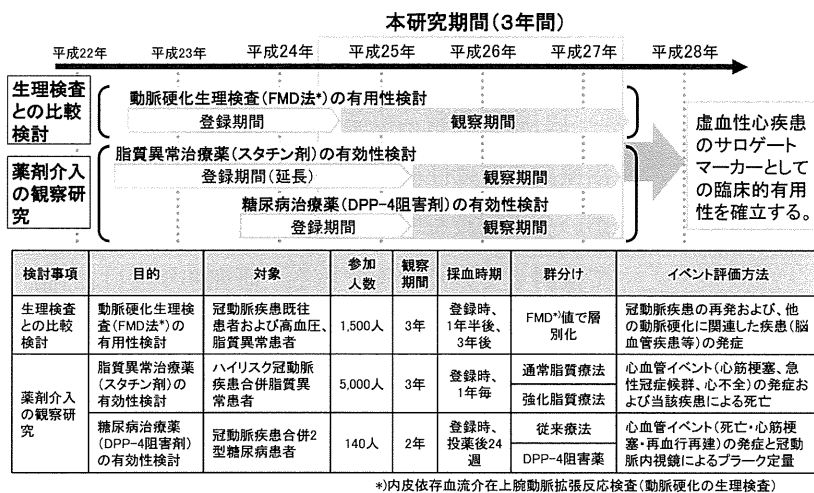 本研究期間(3年間)
平成22年 平成23年 平成24年 平成25年 平成26年 平成27年 平成28年
生理検査
との比較
検討
動脈硬化生理検査(FMD法*)の有用性検討
登録期間 観察期間
薬剤介入
の観察研
究
脂質異常治療薬(スタチン剤)の有効性検討
登録期間(延長) 観察期間
糖尿病治療薬(DPP-4阻害剤)の有効性検討
登録期間 観察期間
虚血性心疾患
のサロゲート
マーカーとして
の臨床的有用
性を確立する。
検討事項 目的 対象 参加
人数 観察
期間 採血時期 群分け イベント評価方法
生理検査
との比較
検討
動脈硬化生理検
査(FMD法*)の
有用性検討
冠動脈疾患既往
患者および高血圧、
脂質異常患者
1,500人
3年
登録時、
1年半後、
3年後
FMD*)値で層
別化
冠動脈疾患の再発および、他
の動脈硬化に関連した疾患(脳
血管疾患等)の発症
薬剤介入
の観察研
究
脂質異常治療薬
(スタチン剤)の
有効性検討
ハイリスク冠動脈
疾患合併脂質異
常患者
5,000人
3年
登録時、
1年毎
通常脂質療法
強化脂質療法
心血管イベント(心筋梗塞、急
性冠症候群、心不全)の発症お
よび当該疾患による死亡
糖尿病治療薬
(DPP-4阻害剤)
の有効性検討
冠動脈疾患合併2
型糖尿病患者
140人
2年
登録時、
投薬後24
週
従来療法
DPP-4阻害薬
心血管イベント(死亡・心筋梗
塞・再血行再建)の発症と冠動
脈内視鏡によるプラーク定量
*)内皮依存血流介在上腕動脈拡張反応検査(動脈硬化の生理検査)